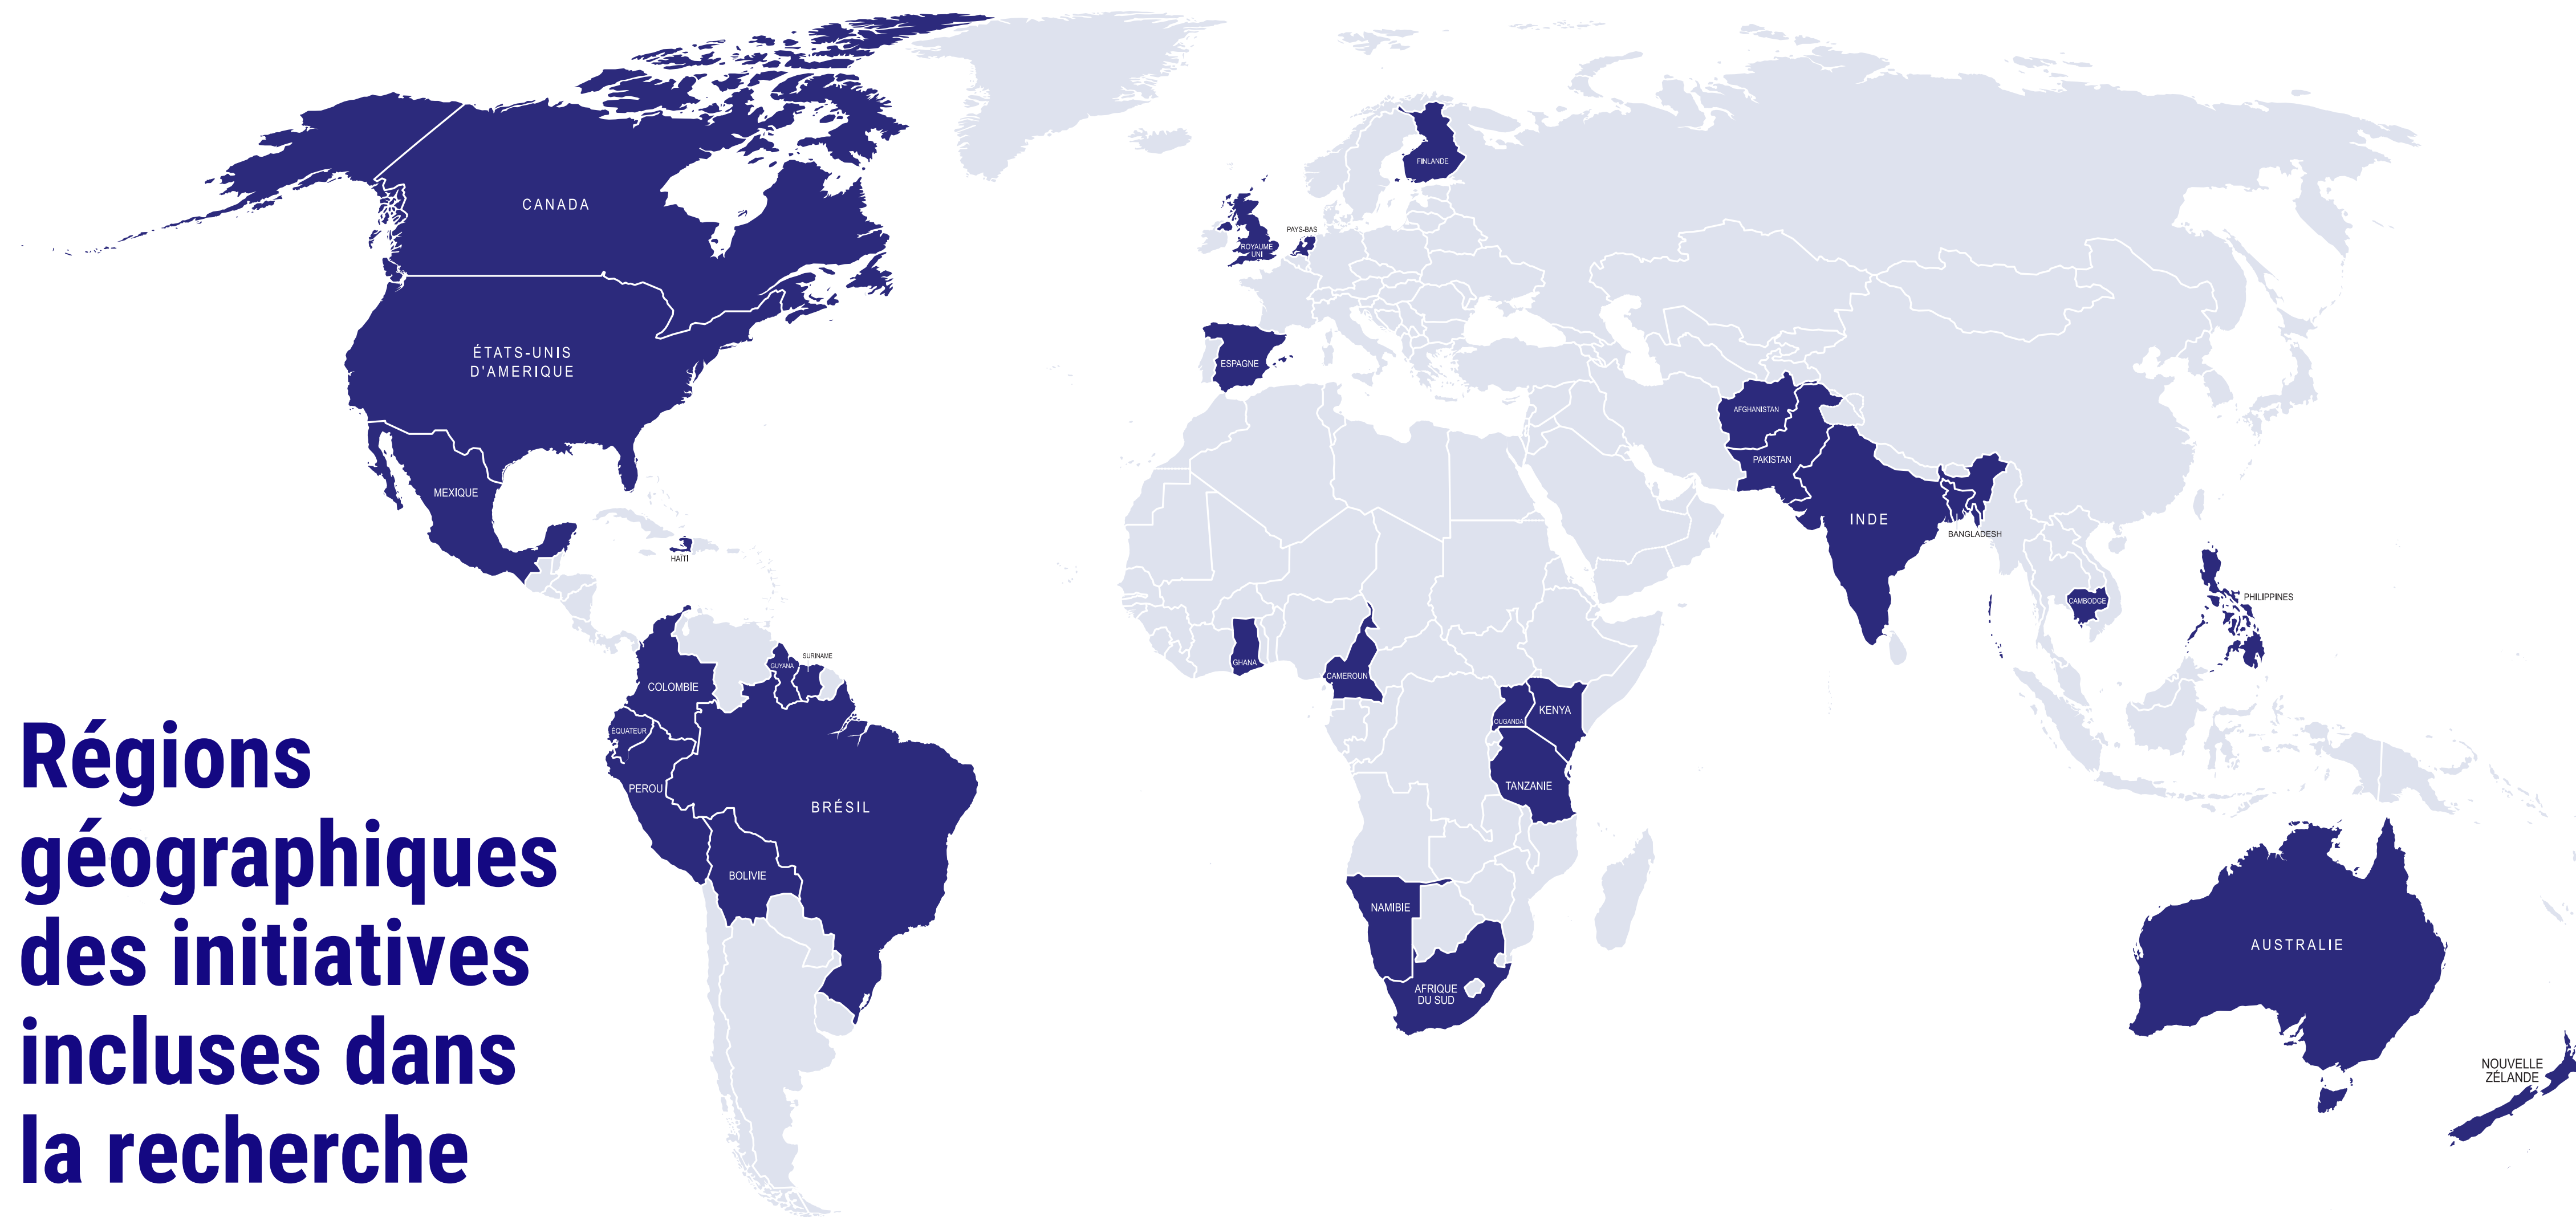 Régions
géographiques
des initiatives
incluses dans
la recherche
CANADA
ÉTATS-UNIS
D'AMERIQUE
MEXIQUE
HAÏTI
COLOMBIE
GUYANA
SURINAME
ÉQUATEUR
PEROU
BRÉSIL
BOLIVIE
FINLANDE
ROYAUME
UNI
PAYS-BAS
ESPAGNE
GHANA
CAMEROUN
OUGANDA
KENYA
TANZANIE
NAMIBIE
AFRIQUE
DU SUD
AFGHANISTAN
PAKISTAN
INDE
BANGLADESH
CAMBODGE
PHILIPPINES
AUSTRALIE
NOUVELLE
ZÉLANDE